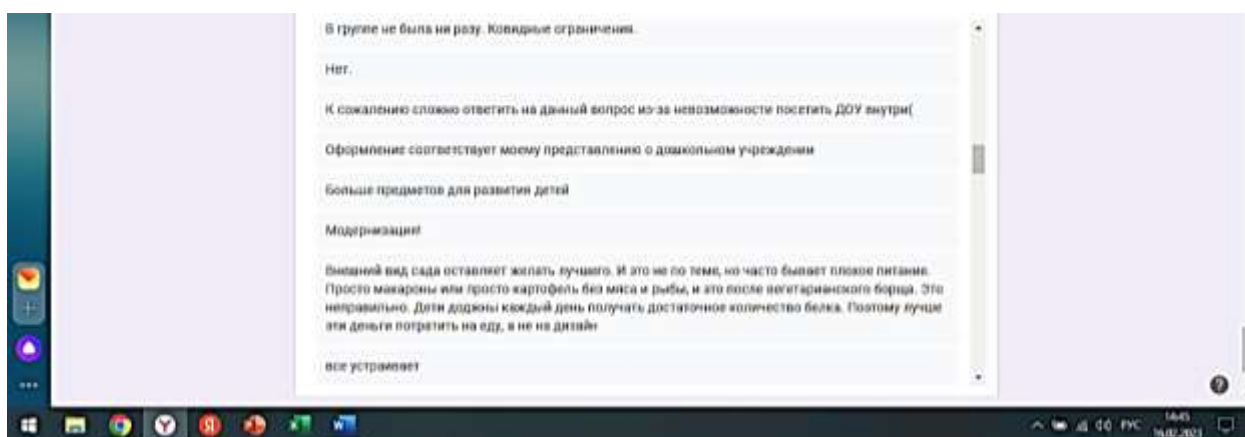 В группе не была ни разу. Ковидные ограничения.
Нет.
К сожалению сложно ответить на данный вопрос из-за невозможности посетить ДОУ внутри(
Оформление соответствует моему представлению о дошкольном учреждении
Больше предметов для развития детей
Модернизация!
Внешний вид сада оставляет желать лучшего. И это не по теме, но часто бывает плохое питание.
Просто макароны или просто картофель без мяса и рыбы, и это после вегетарианского борща. Это
неправильно. Дети должны каждый день получать достаточное количество белка. Поэтому лучше
эти деньги потратить на еду, а не на дизайн
все устраивает
РУС
14:45
16.02.2023